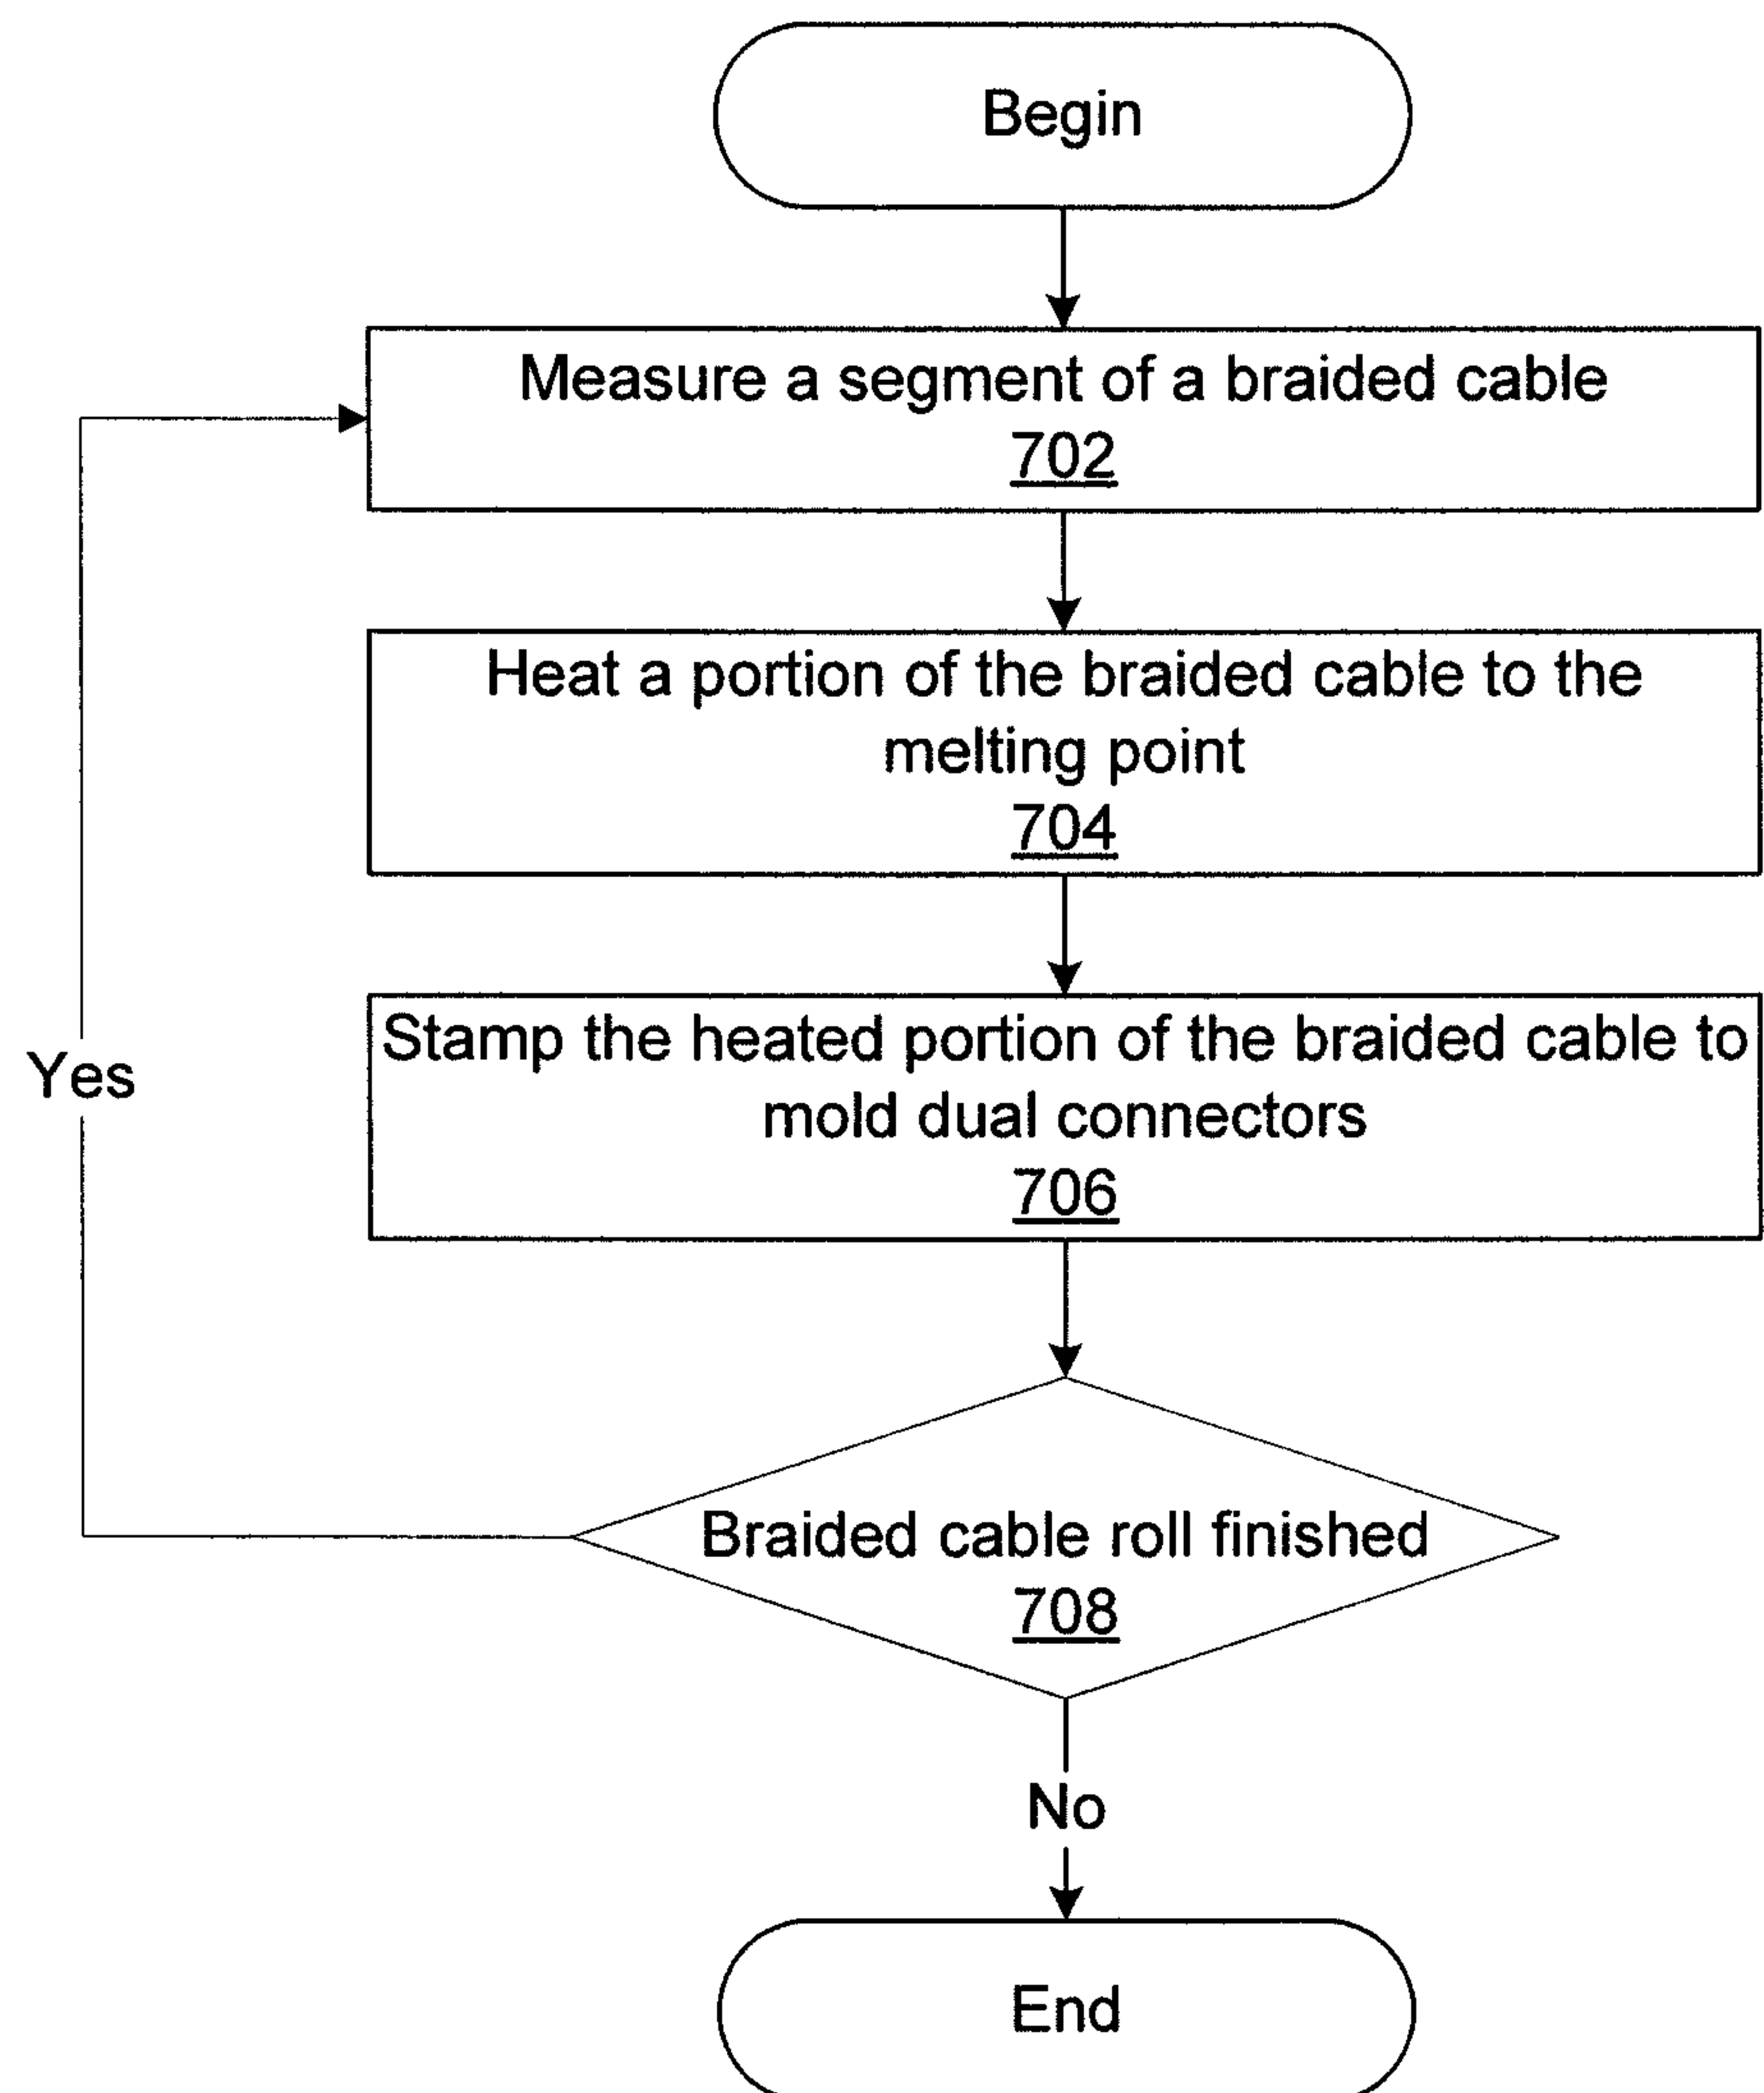 Begin
Measure a segment of a braided cable
702
Heat a portion of the braided cable to the
melting point
704
Stamp the heated portion of the braided cable to
mold dual connectors
706
Yes
Braided cable roll finished
708
No
End